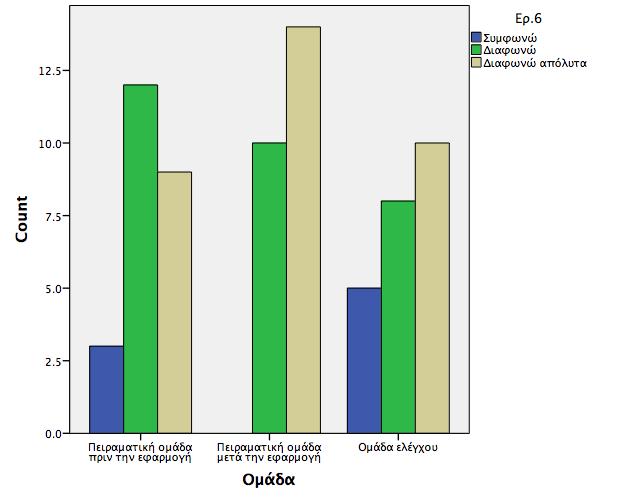 Ερ.6
Συμφωνώ
Διαφωνώ
Διαφωνώ απόλυτα
12.5
10.0
7.5
5.0
2.5
0.0
Count
Πειραματική ομάδα
πριν την εφαρμογή
Πειραματική ομάδα
μετά την εφαρμογή
Ομάδα ελέγχου
Ομάδα